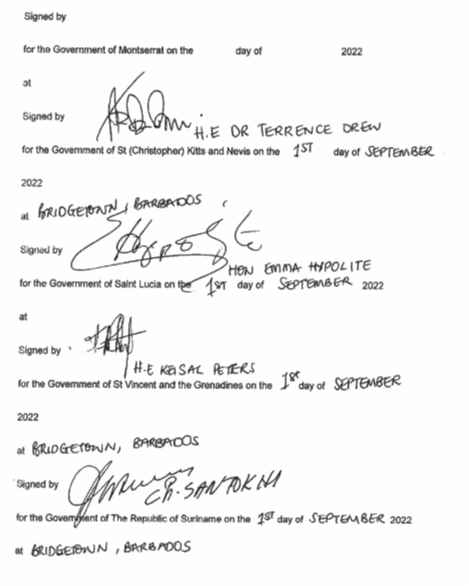 Signed by
for the Government of Montserrat on the day of 2022
at
Signed by
H.E DR TERRENCE DREW
for the Government of St (Christopher) Kitts and Nevis on the 1ST day of SEPTEMBER
2022
at BRIDGETOWN, BARBADOS
Signed by
HON EMMA HYPOLITE
for the Government of Saint Lucia on the 1ST day of SEPTEMBER 2022
at
Signed by
H.E KEISAL PETERS
for the Government of St Vincent and the Grenadines on the 1st day of SEPTEMBER
2022
at BRIDGETOWN, BARBADOS
Signed by
CP. SANTOKHI
for the Government of The Republic of Suriname on the 1ST day of SEPTEMBER 2022
at BRIDGETOWN, BARBADOS